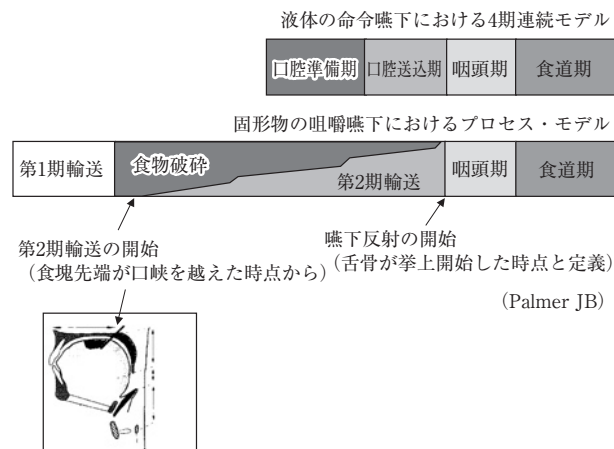 液体の命令嚥下における4期連続モデル
口腔準備期 口腔送込期 咽頭期 食道期
固形物の咀嚼嚥下におけるプロセス・モデル
第1期輸送 食物破砕 第2期輸送 咽頭期 食道期
第2期輸送の開始
（食塊先端が口峡を越えた時点から）
嚥下反射の開始
（舌骨が挙上開始した時点と定義）
（Palmer JB）